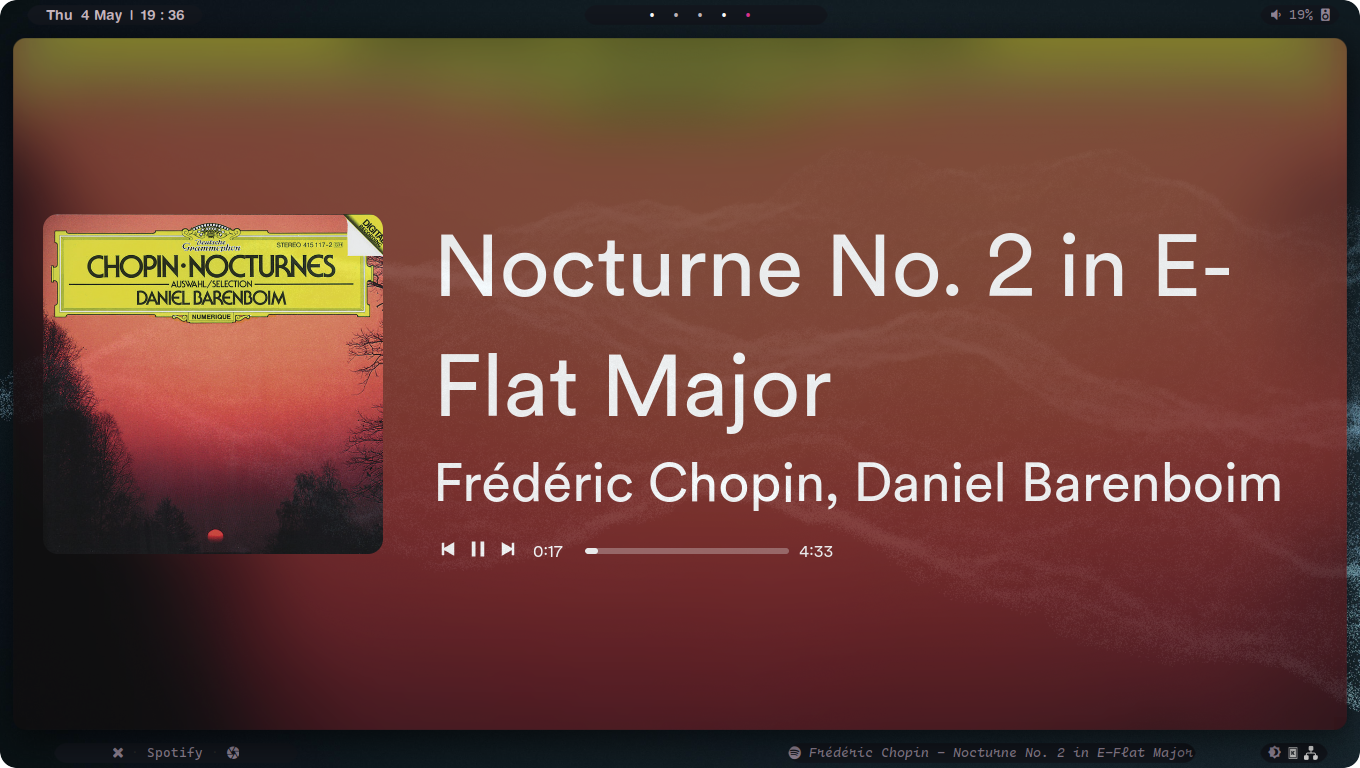 Thu 4 May | 19 : 36
19%
Deutsche
Grammophon
STEREO 415 117-2
DIGITAL
CHOPIN·NOCTURNES
AUSWAHL/SELECTION
DANIEL BARENBOIM
NUMERIQUE
Nocturne No. 2 in E-
Flat Major
Frédéric Chopin, Daniel Barenboim
0:17
4:33
Spotify
Frédéric Chopin – Nocturne No. 2 in E-Flat Major